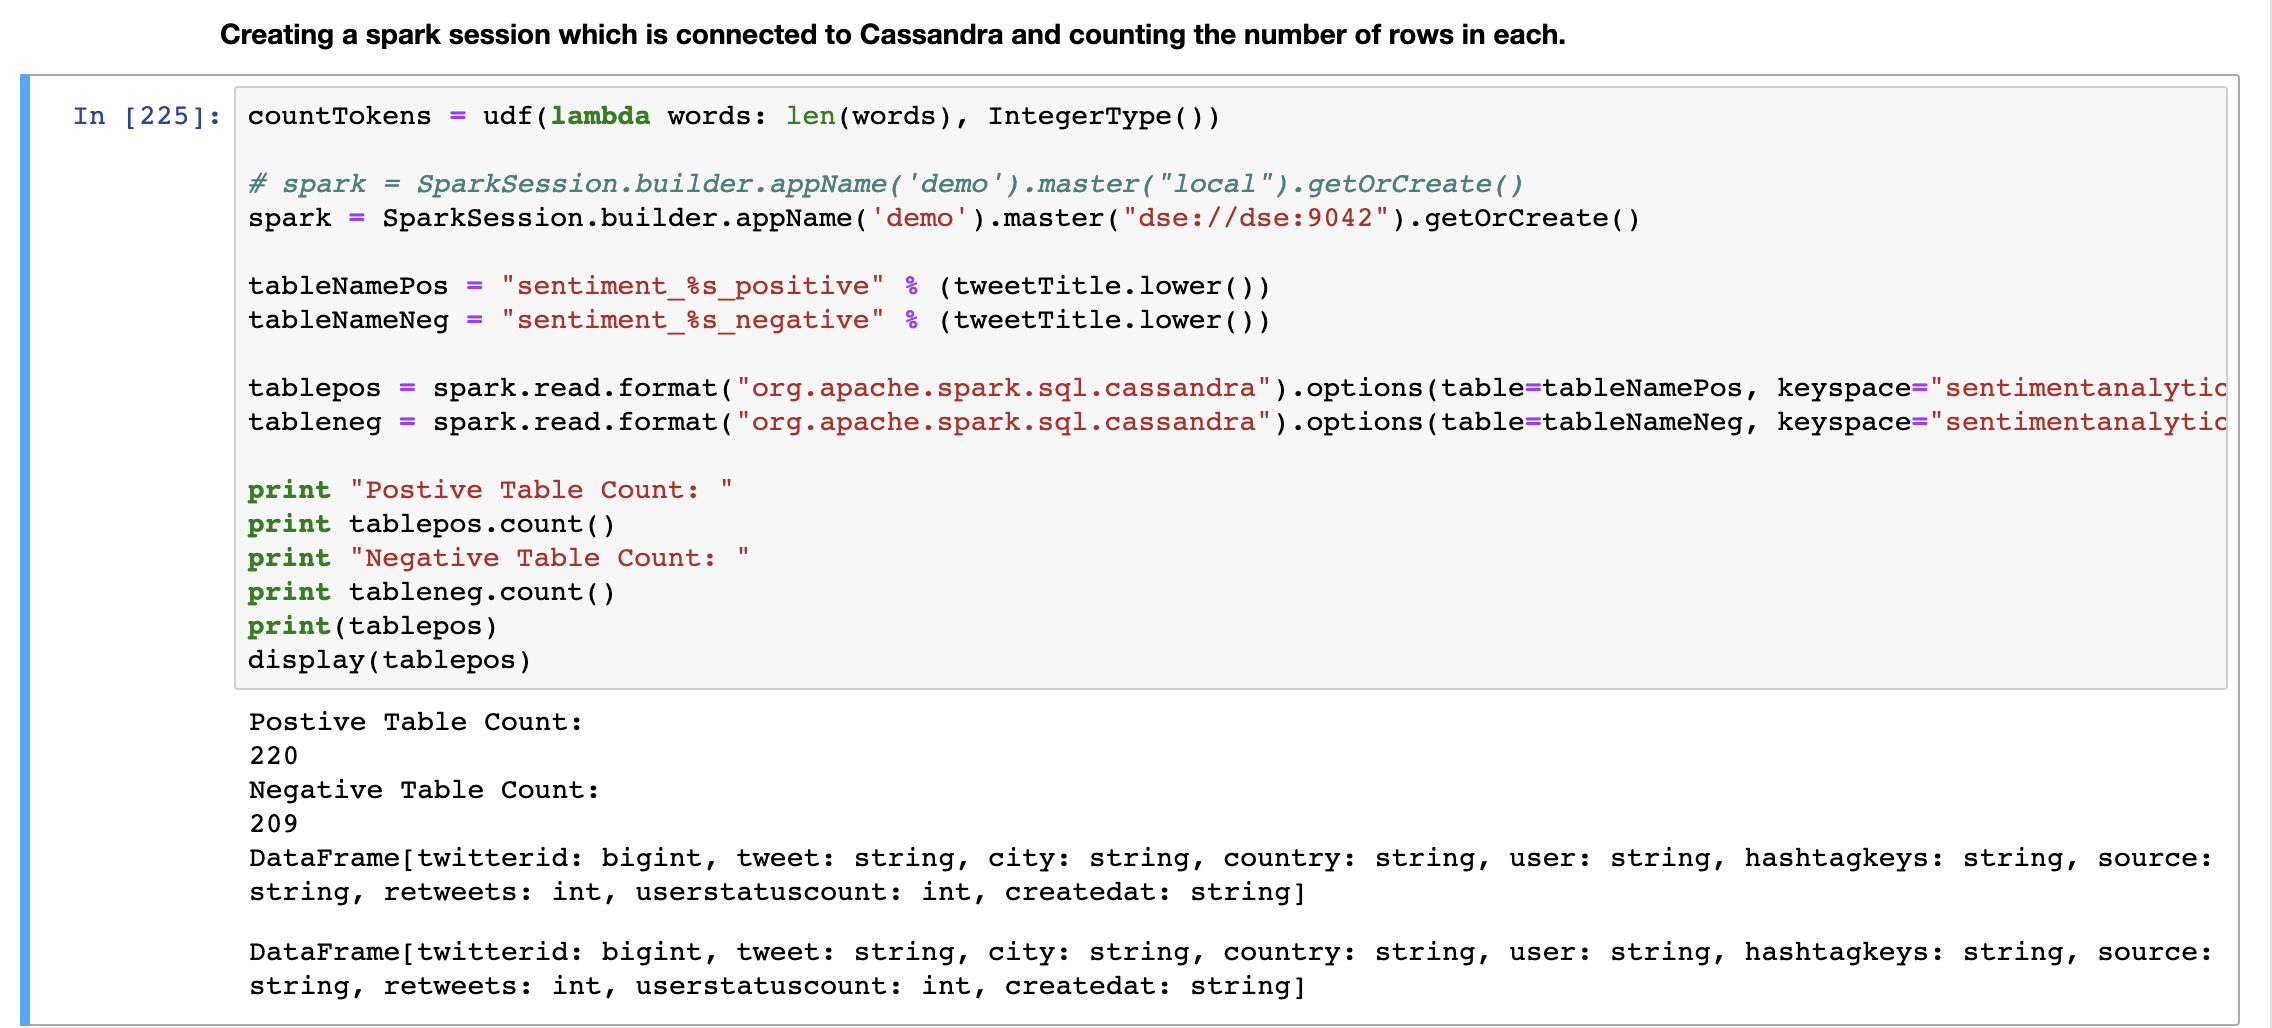 Creating a spark session which is connected to Cassandra and counting the number of rows in each.
In [225]:
countTokens = udf(lambda words: len(words), IntegerType())
# spark = SparkSession.builder.appName('demo').master("local").getOrCreate()
spark = SparkSession.builder.appName('demo').master("dse://dse:9042").getOrCreate()
tableNamePos = "sentiment_%s_positive" % (tweetTitle.lower())
tableNameNeg = "sentiment_%s_negative" % (tweetTitle.lower())
tablepos = spark.read.format("org.apache.spark.sql.cassandra").options(table=tableNamePos, keyspace="sentimentanalytic
tableneg = spark.read.format("org.apache.spark.sql.cassandra").options(table=tableNameNeg, keyspace="sentimentanalytic
print "Postive Table Count: "
print tablepos.count()
print "Negative Table Count: "
print tableneg.count()
print(tablepos)
display(tablepos)
Postive Table Count:
220
Negative Table Count:
209
DataFrame[twitterid: bigint, tweet: string, city: string, country: string, user: string, hashtagkeys: string, source:
string, retweets: int, userstatuscount: int, createdat: string]
DataFrame[twitterid: bigint, tweet: string, city: string, country: string, user: string, hashtagkeys: string, source:
string, retweets: int, userstatuscount: int, createdat: string]